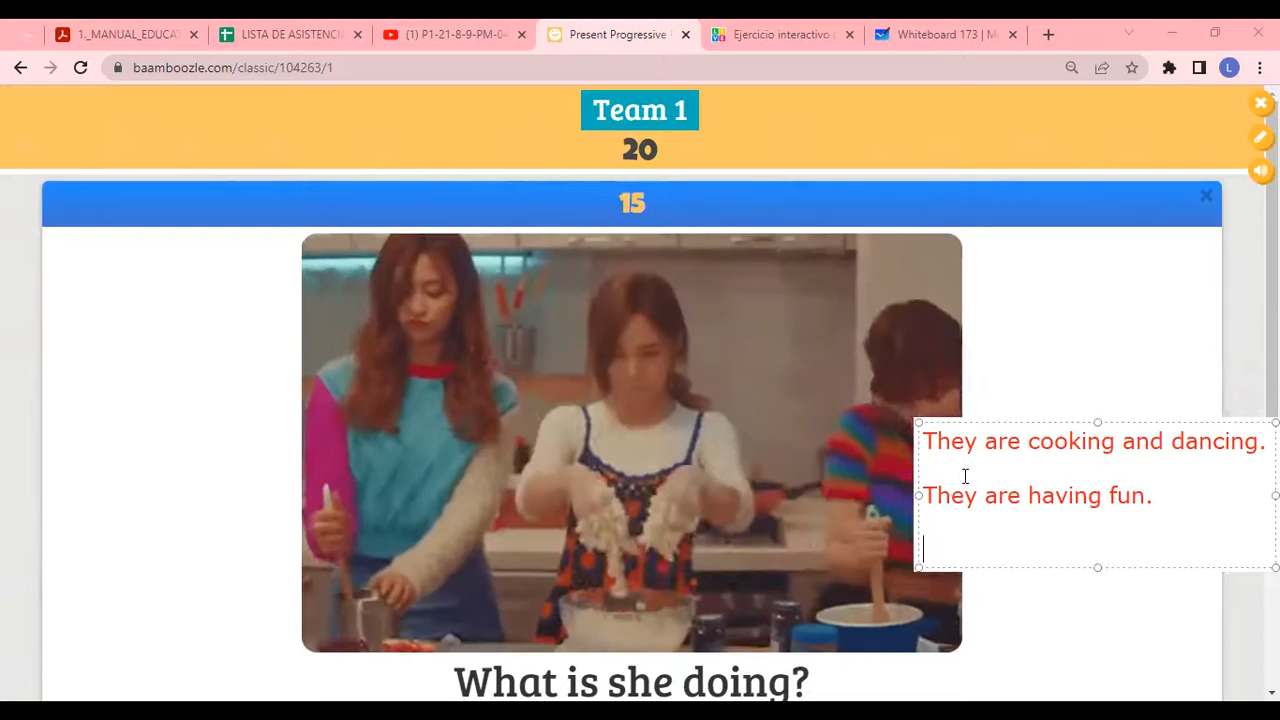 1._MANUAL_EDUCA
LISTA DE ASISTENCIA
(1) P1-21-8-9-PM-04
Present Progressive
Ejercicio interactivo
Whiteboard 173 | M
baamboozle.com/classic/104263/1
L
Team 1
20
15
They are cooking and dancing.
They are having fun.
What is she doing?